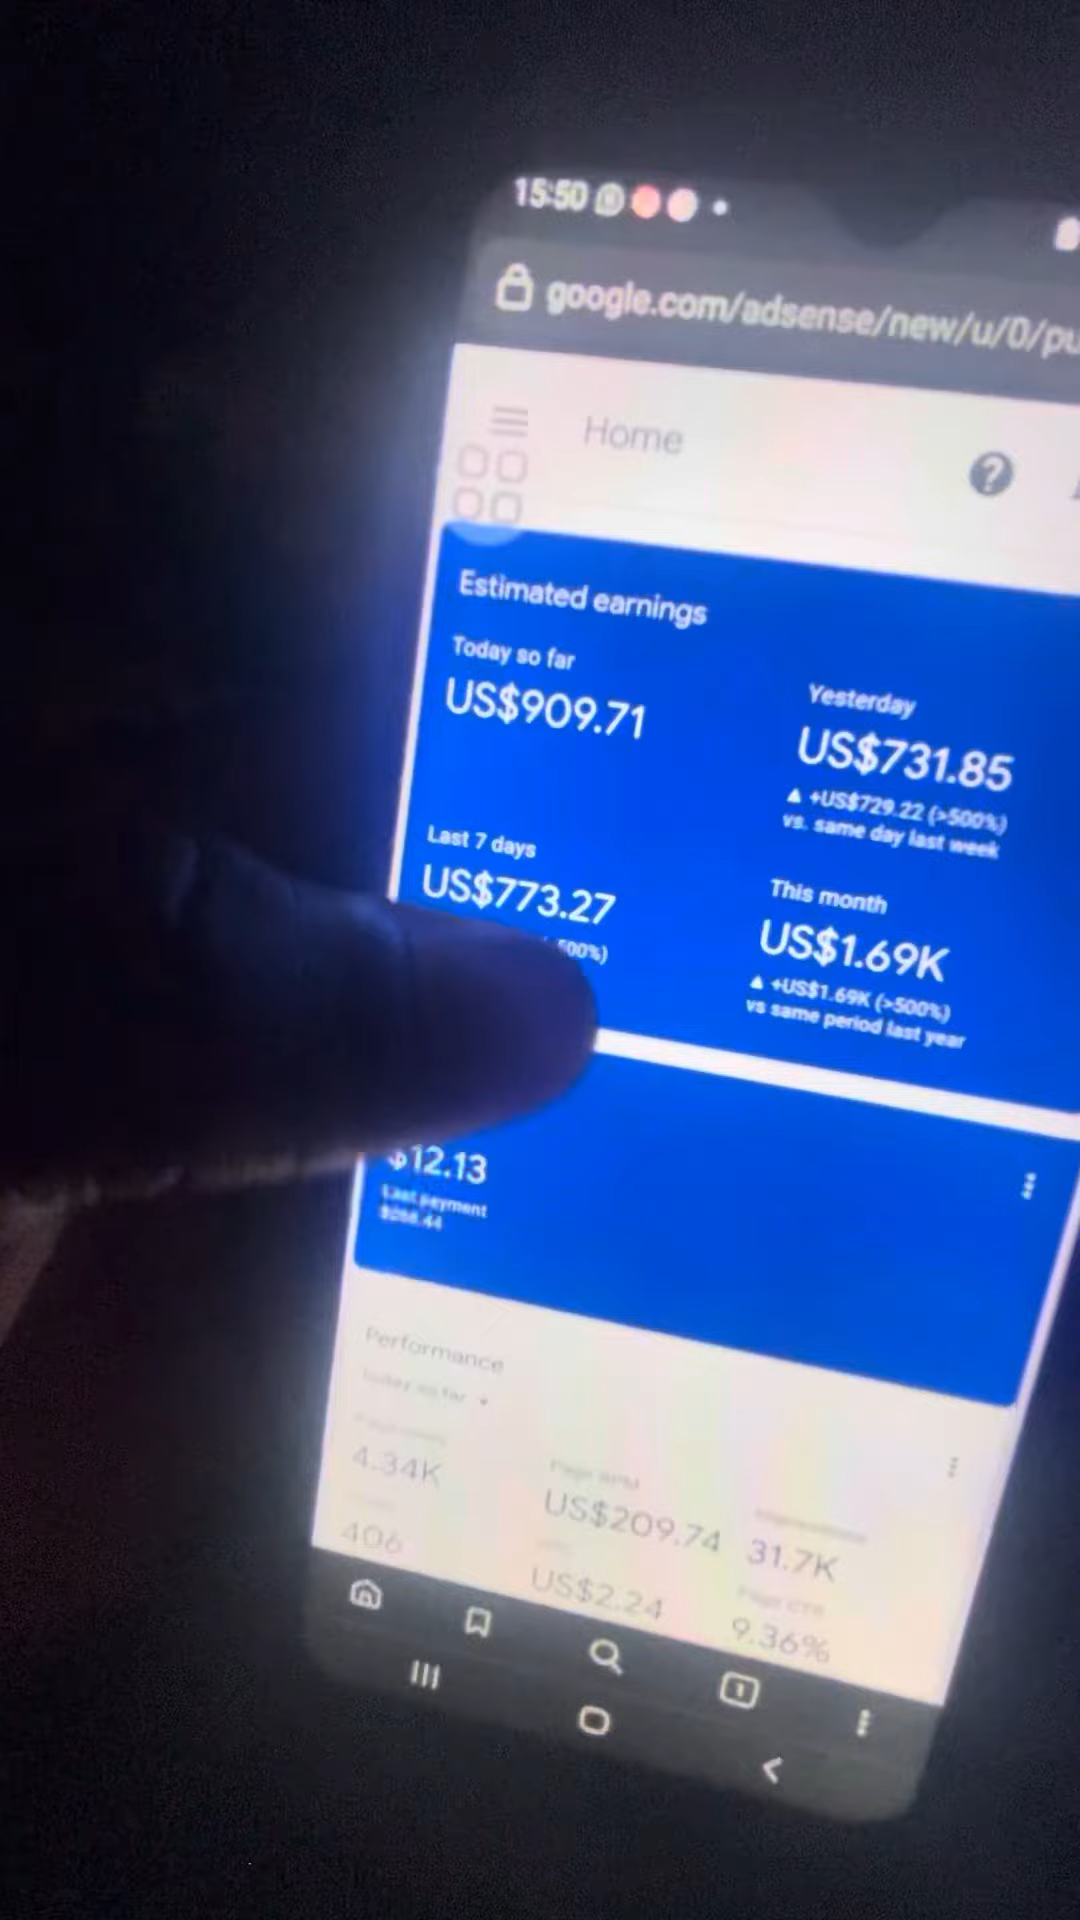 15:50
google.com/adsense/new/u/0/pu
Home
Estimated earnings
Today so far
US$909.71
Yesterday
US$731.85
▲ +US$729.22 (>500%)
vs. same day last week
Last 7 days
US$773.27
500%)
This month
US$1.69K
▲ +US$1.69K (>500%)
vs same period last year
$12.13
Last payment
Performance
Today so far
4.34K
Page RPM
US$209.74
31.7K
406
US$2.24
Page CTR
9.36%
1